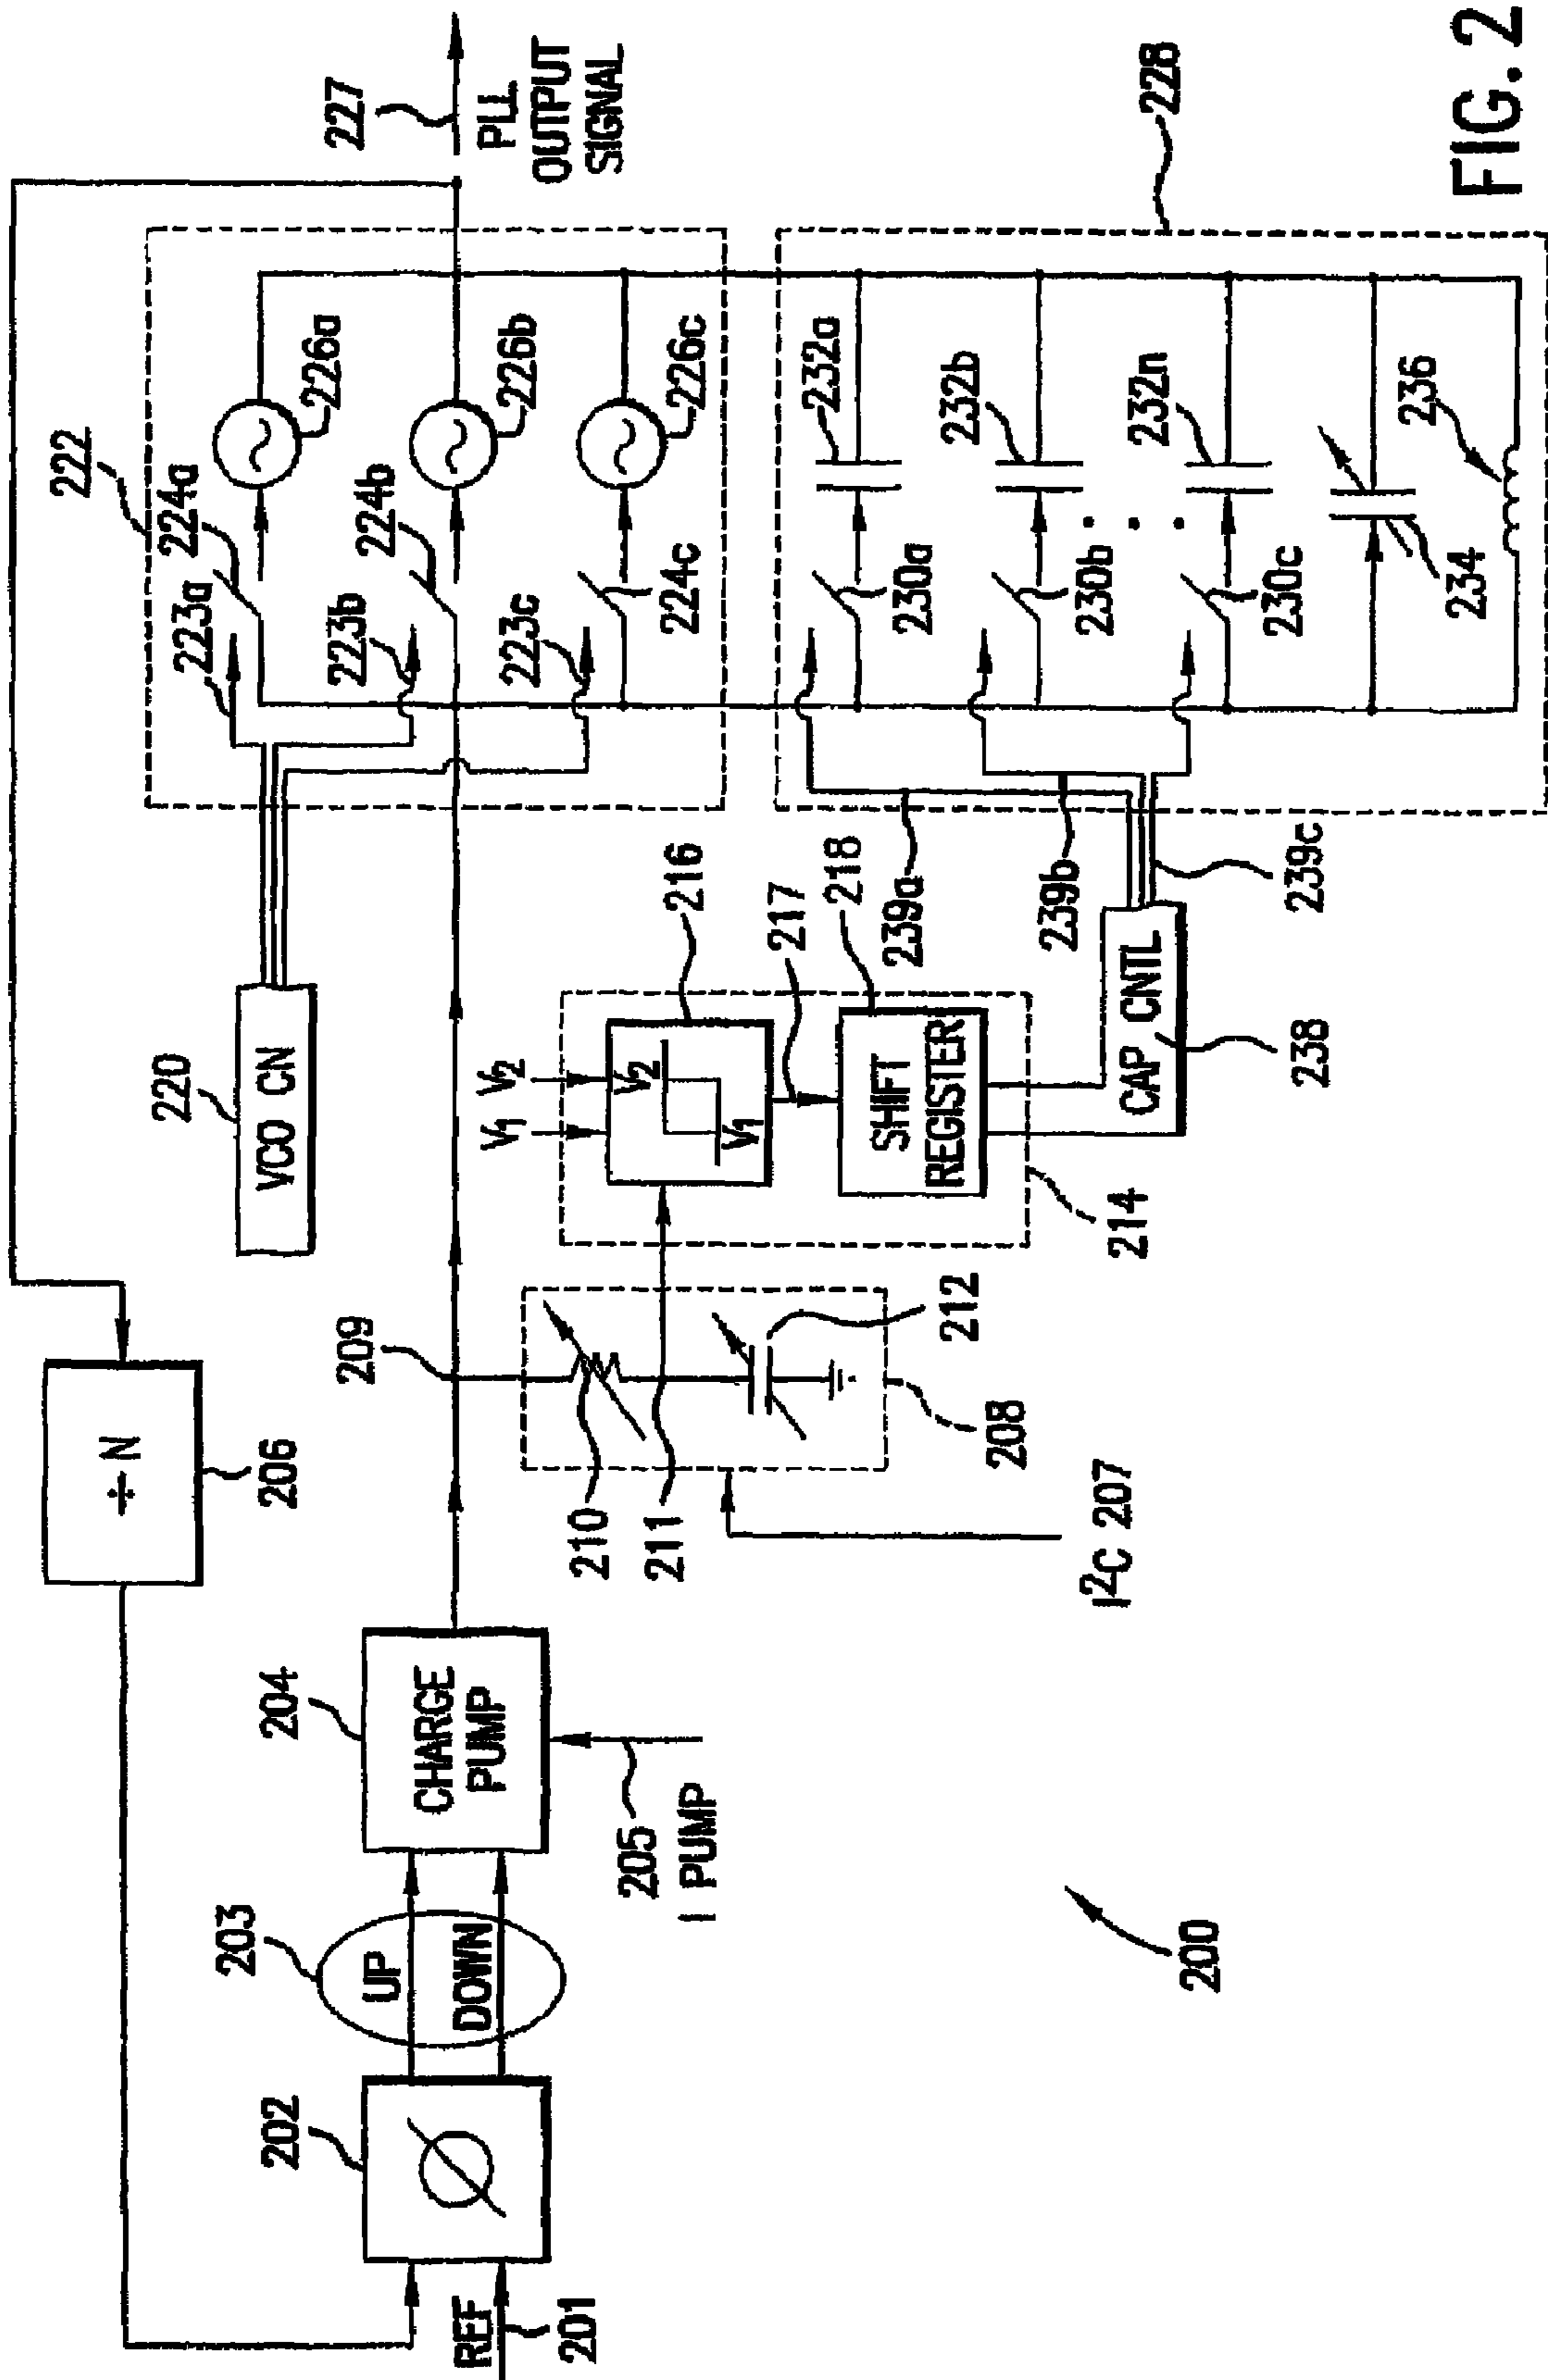 206
÷ N
220
VCO CN
222
223a
224a
226a
223b
224b
226b
223c
224c
226c
227
PLL
OUTPUT
SIGNAL
REF
201
202
Ø
203
UP
DOWN
204
CHARGE
PUMP
205
I PUMP
I²C 207
208
209
210
211
212
214
V1 V2
V2
V1
216
217
218
SHIFT
REGISTER
CAP CNTL
238
239a
239b
239c
230a
232a
230b
232b
230c
232n
234
236
228
200
FIG. 2